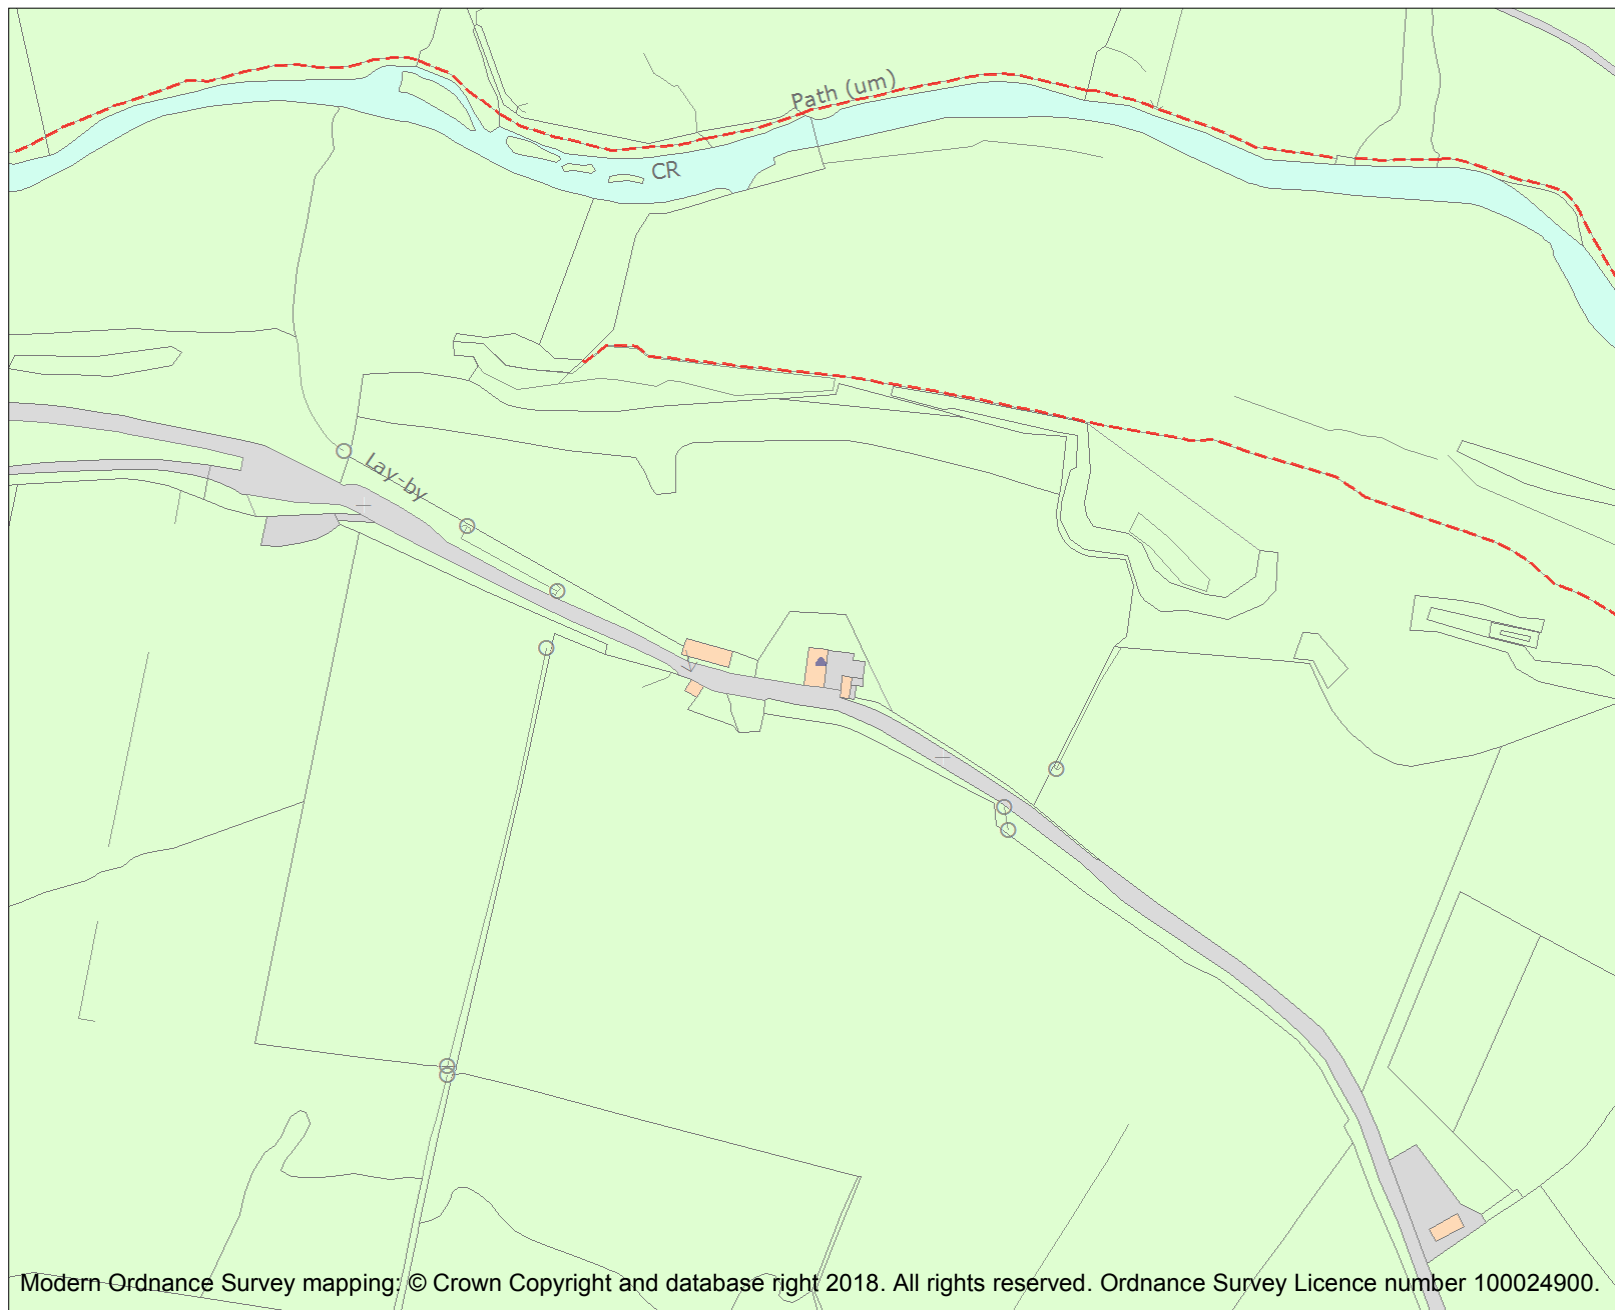 Path (um)
CR
Lay-by
Modern Ordnance Survey mapping: © Crown Copyright and database right 2018. All rights reserved. Ordnance Survey Licence number 100024900.